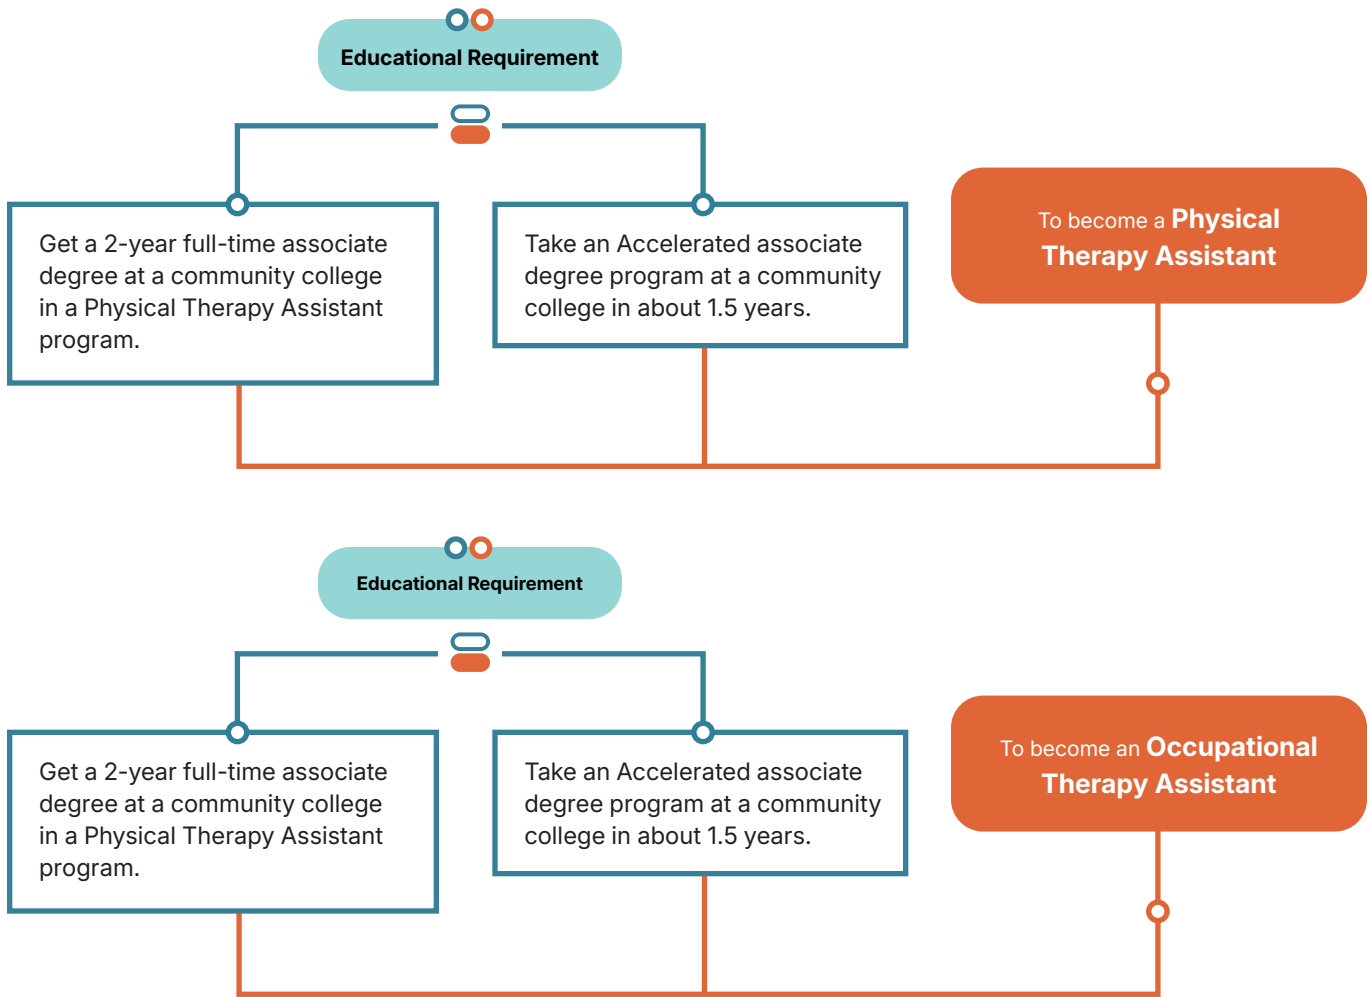 Educational Requirement
Get a 2-year full-time associate
degree at a community college
in a Physical Therapy Assistant
program.
Take an Accelerated associate
degree program at a community
college in about 1.5 years.
To become a Physical
Therapy Assistant
Educational Requirement
Get a 2-year full-time associate
degree at a community college
in a Physical Therapy Assistant
program.
Take an Accelerated associate
degree program at a community
college in about 1.5 years.
To become an Occupational
Therapy Assistant